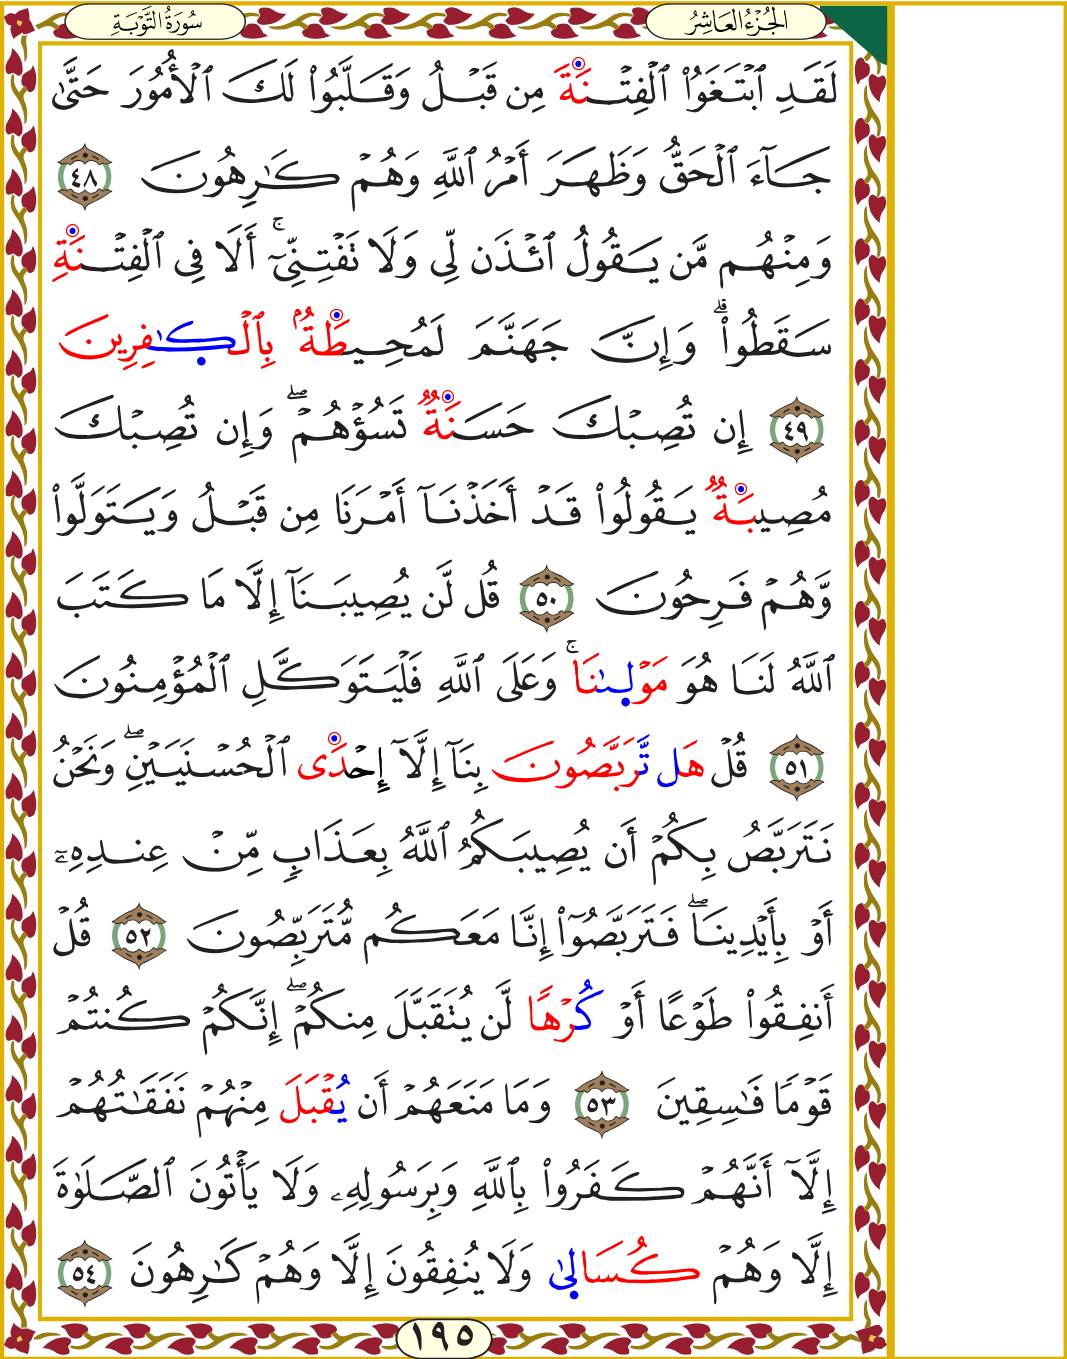 الجُزْءُ العَاشِرُ
سُورَةُ التَّوْبَةِ
لَقَدِ ٱبْتَغَوُا۟ ٱلْفِتْنَةَ مِن قَبْلُ وَقَلَّبُوا۟ لَكَ ٱلْأُمُورَ حَتَّىٰ
جَآءَ ٱلْحَقُّ وَظَهَرَ أَمْرُ ٱللَّهِ وَهُمْ كَٰرِهُونَ ٤٨
وَمِنْهُم مَّن يَقُولُ ٱئْذَن لِّى وَلَا تَفْتِنِّىٓ ۚ أَلَا فِى ٱلْفِتْنَةِ
سَقَطُوا۟ ۗ وَإِنَّ جَهَنَّمَ لَمُحِيطَةٌۢ بِٱلْكَٰفِرِينَ
٤٩ إِن تُصِبْكَ حَسَنَةٌ تَسُؤْهُمْ ۖ وَإِن تُصِبْكَ
مُصِيبَةٌ يَقُولُوا۟ قَدْ أَخَذْنَآ أَمْرَنَا مِن قَبْلُ وَيَتَوَلَّوا۟
وَّهُمْ فَرِحُونَ ٥٠ قُل لَّن يُصِيبَنَآ إِلَّا مَا كَتَبَ
ٱللَّهُ لَنَا هُوَ مَوْلَىٰنَا ۚ وَعَلَى ٱللَّهِ فَلْيَتَوَكَّلِ ٱلْمُؤْمِنُونَ
٥١ قُلْ هَل تَّرَبَّصُونَ بِنَآ إِلَّآ إِحْدَى ٱلْحُسْنَيَيْنِ ۖ وَنَحْنُ
نَتَرَبَّصُ بِكُمْ أَن يُصِيبَكُمُ ٱللَّهُ بِعَذَابٍ مِّنْ عِندِهِۦٓ
أَوْ بِأَيْدِينَا ۖ فَتَرَبَّصُوٓا۟ إِنَّا مَعَكُم مُّتَرَبِّصُونَ ٥٢ قُلْ
أَنفِقُوا۟ طَوْعًا أَوْ كُرْهًا لَّن يُتَقَبَّلَ مِنكُمْ ۖ إِنَّكُمْ كُنتُمْ
قَوْمًا فَٰسِقِينَ ٥٣ وَمَا مَنَعَهُمْ أَن يُقْبَلَ مِنْهُمْ نَفَقَٰتُهُمْ
إِلَّآ أَنَّهُمْ كَفَرُوا۟ بِٱللَّهِ وَبِرَسُولِهِۦ وَلَا يَأْتُونَ ٱلصَّلَوٰةَ
إِلَّا وَهُمْ كُسَالَىٰ وَلَا يُنفِقُونَ إِلَّا وَهُمْ كَٰرِهُونَ ٥٤
١٩٥